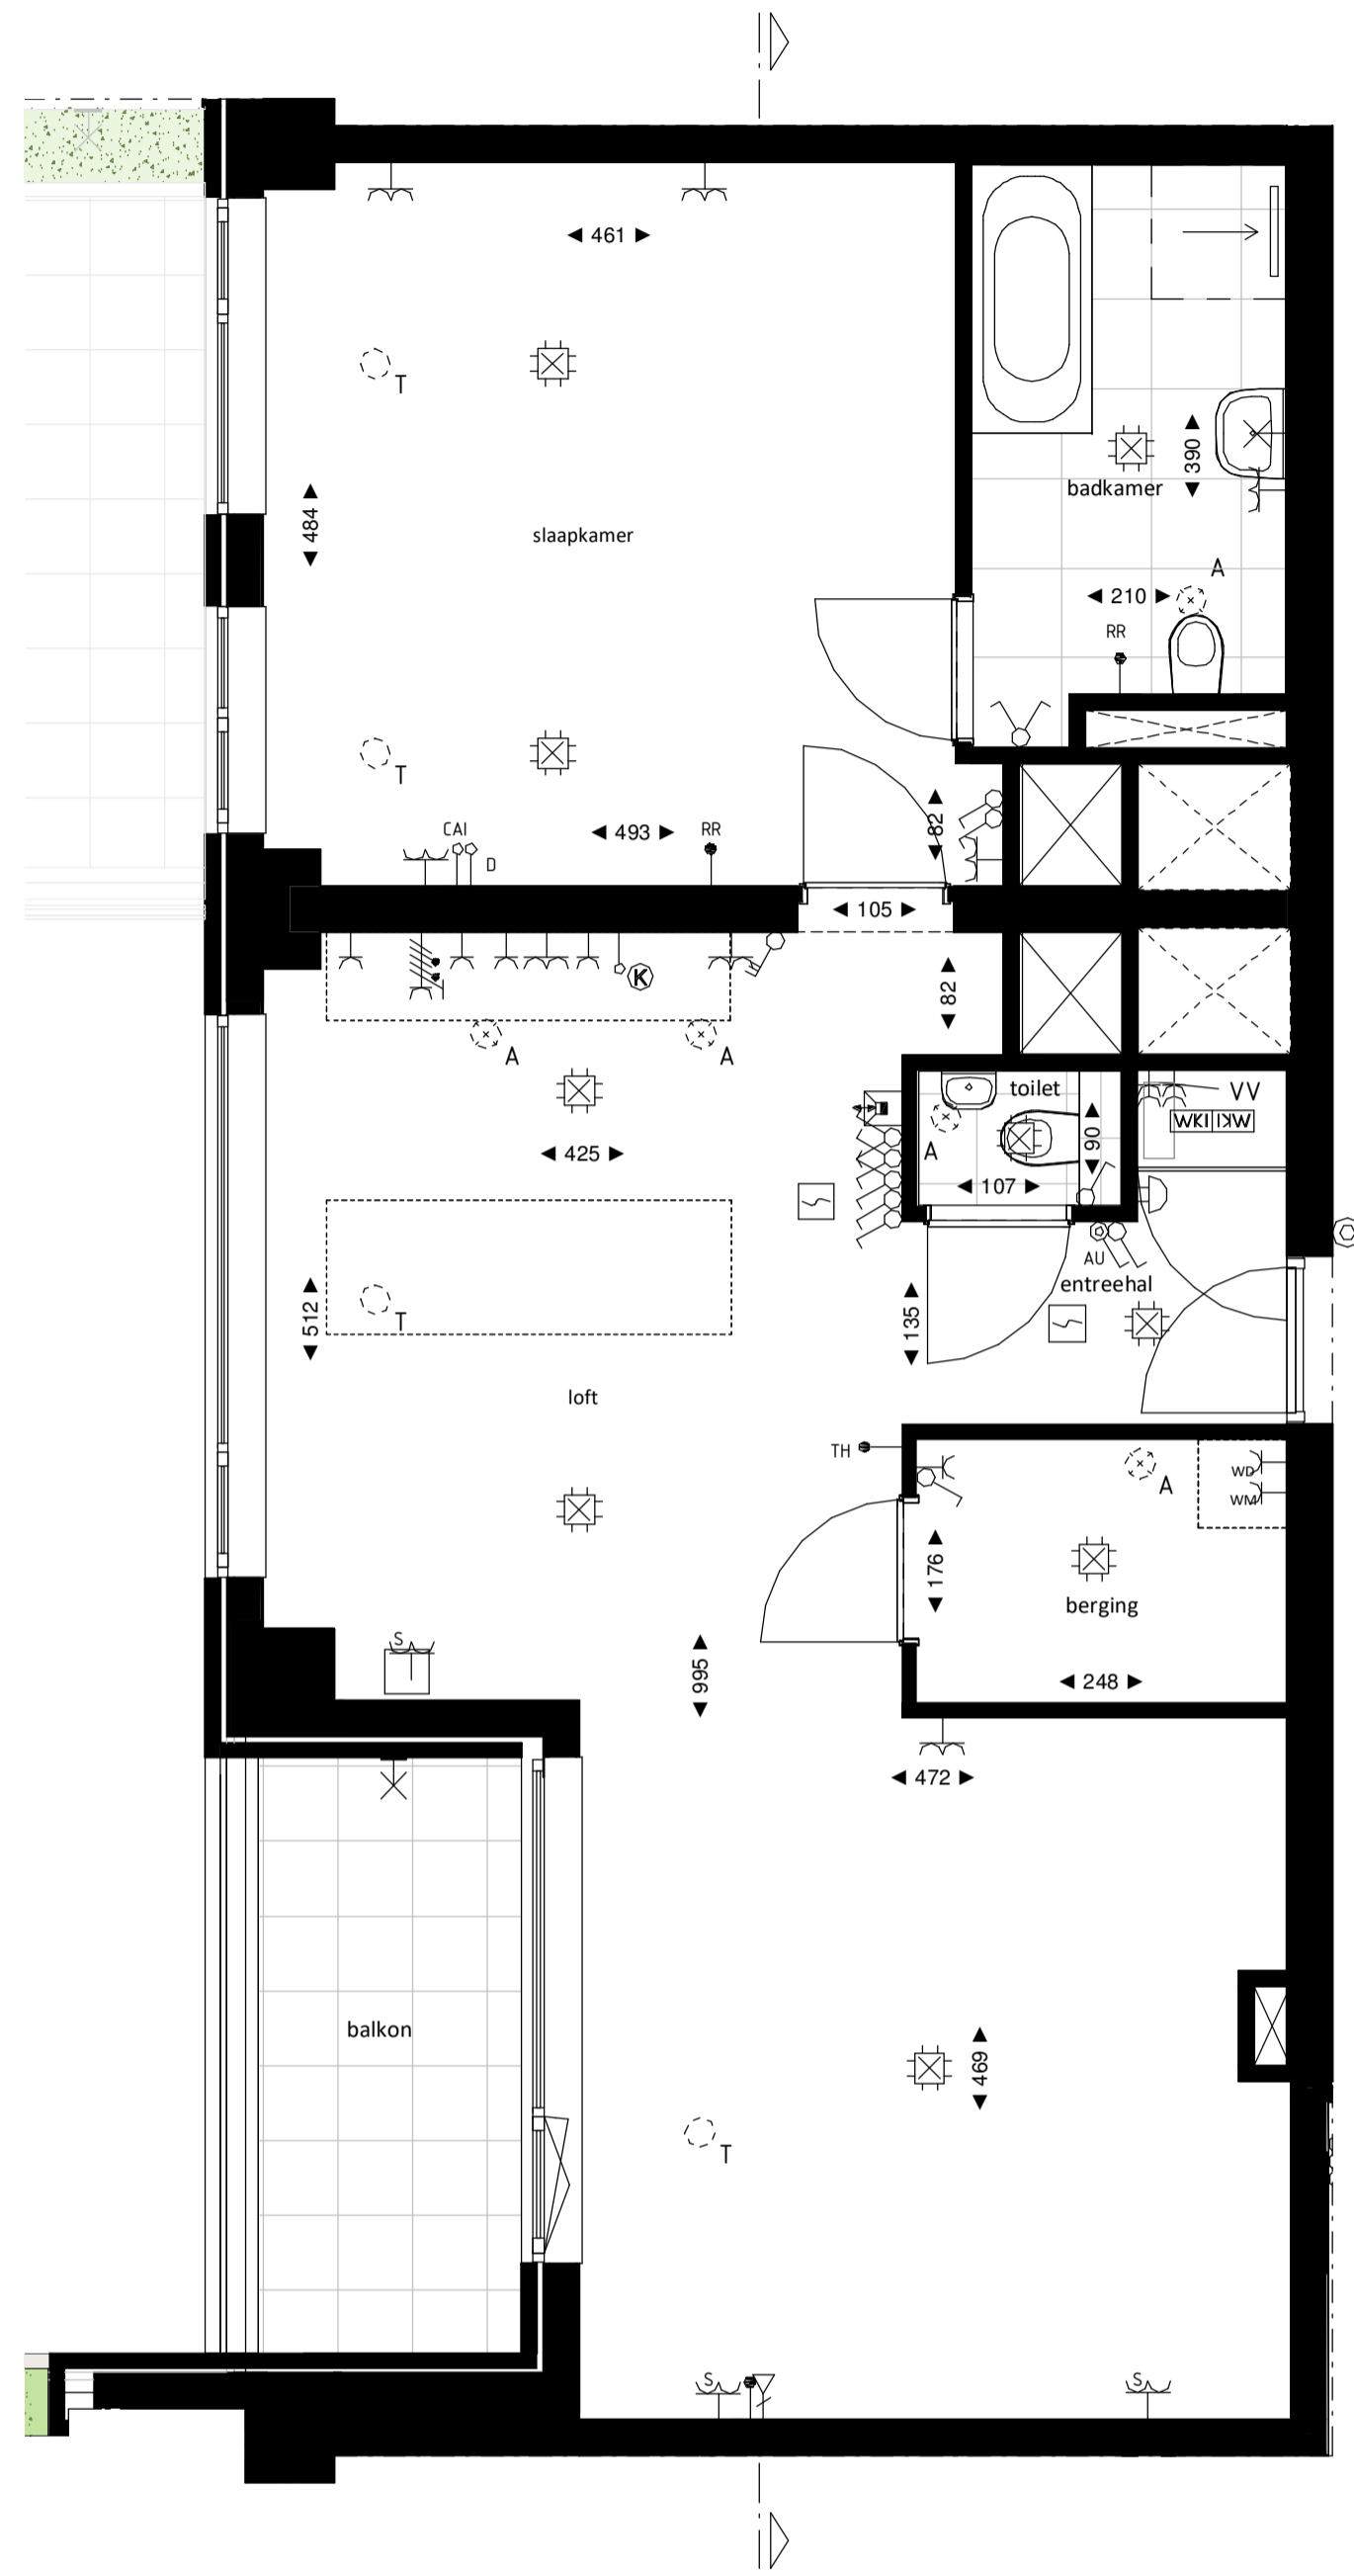 461
T
484
slaapkamer
390
badkamer
A
210
RR
T
CAI
D
493
RR
82
105
K
82
A
A
425
toilet
A
90
107
VV
WKI
WKI
T
512
AU
entreehal
135
loft
TH
A
WD
WM
176
berging
248
S
995
472
balkon
469
T
S
S